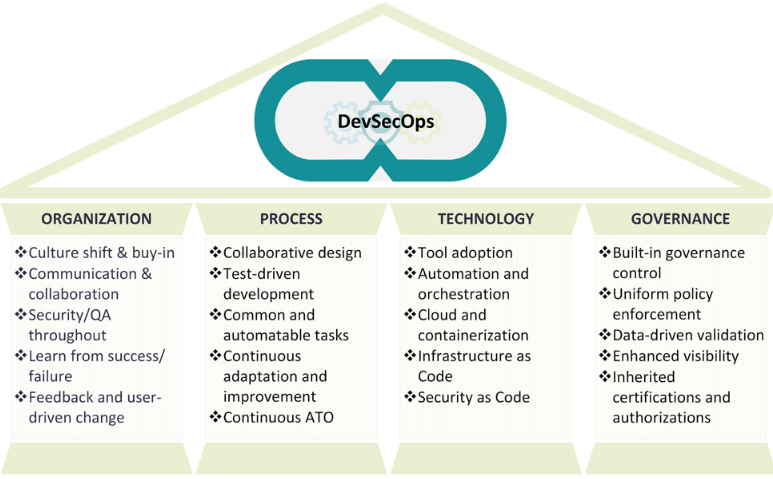 DevSecOps
ORGANIZATION
❖Culture shift & buy-in
❖Communication &
collaboration
❖Security/QA
throughout
❖Learn from success/
failure
❖Feedback and user-
driven change
PROCESS
❖Collaborative design
❖Test-driven
development
❖Common and
automatable tasks
❖Continuous
adaptation and
improvement
❖Continuous ATO
TECHNOLOGY
❖Tool adoption
❖Automation and
orchestration
❖Cloud and
containerization
❖Infrastructure as
Code
❖Security as Code
GOVERNANCE
❖Built-in governance
control
❖Uniform policy
enforcement
❖Data-driven validation
❖Enhanced visibility
❖Inherited
certifications and
authorizations